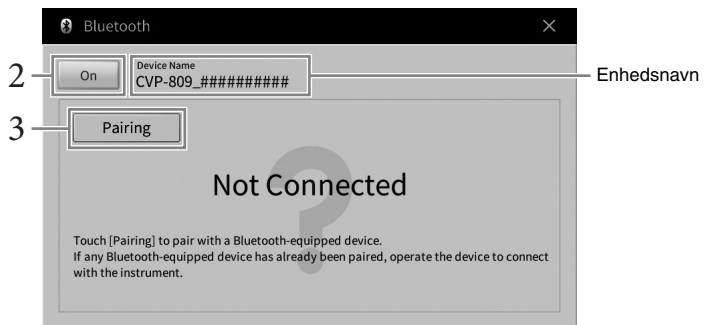 Bluetooth
2
On
Device Name
CVP-809_##########
Enhedsnavn
3
Pairing
Not Connected
?
Touch [Pairing] to pair with a Bluetooth-equipped device.
If any Bluetooth-equipped device has already been paired, operate the device to connect
with the instrument.